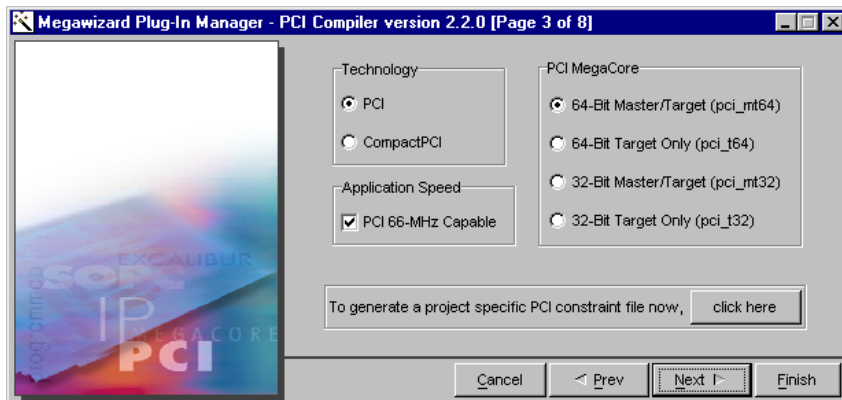 Megawizard Plug-In Manager - PCI Compiler version 2.2.0 [Page 3 of 8]
Technology
PCI
CompactPCI
Application Speed
PCI 66-MHz Capable
PCI MegaCore
64-Bit Master/Target (pci_mt64)
64-Bit Target Only (pci_t64)
32-Bit Master/Target (pci_mt32)
32-Bit Target Only (pci_t32)
EXCALIBUR
SOPC
IP
MEGACORE
PCI
To generate a project specific PCI constraint file now,
click here
Cancel
Prev
Next
Finish